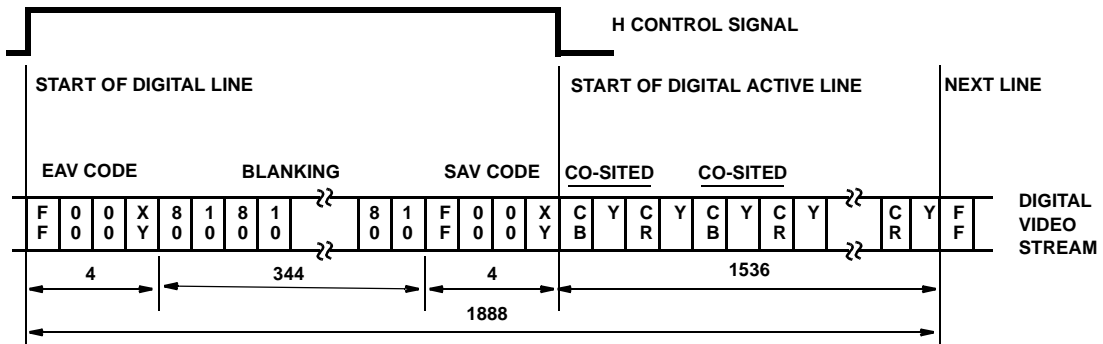 H CONTROL SIGNAL
START OF DIGITAL LINE
START OF DIGITAL ACTIVE LINE
NEXT LINE
EAV CODE
BLANKING
SAV CODE
CO-SITED
CO-SITED
F 0 0 X 8 1 8 1 8 1 F 0 0 X C Y C Y C Y C Y C Y F
F 0 0 Y 0 0 0 0 0 0 F 0 0 Y B R B R R F
DIGITAL
VIDEO
STREAM
4
344
4
1536
1888